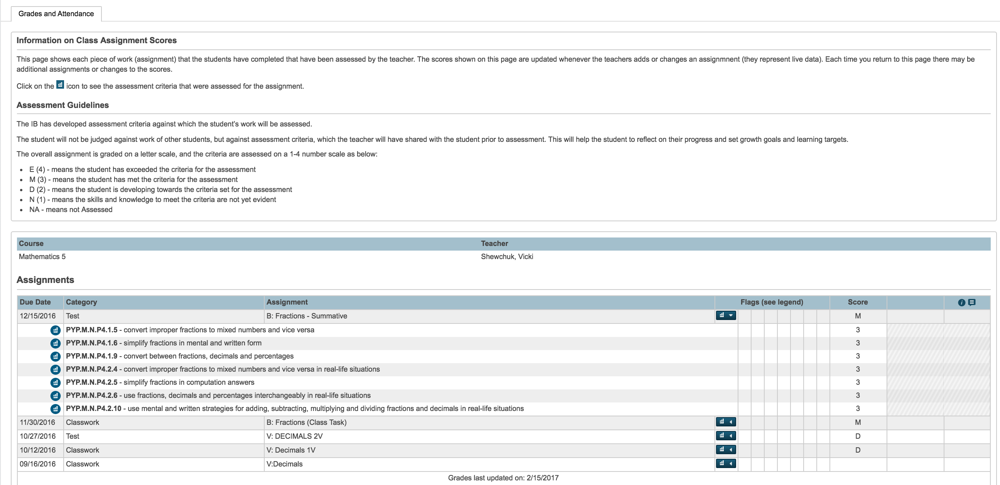 Grades and Attendance
Information on Class Assignment Scores
This page shows each piece of work (assignment) that the students have completed that have been assessed by the teacher. The scores shown on this page are updated whenever the teachers adds or changes an assignmnent (they represent live data). Each time you return to this page there may be
additional assignments or changes to the scores.
Click on the icon to see the assessment criteria that were assessed for the assignment.
Assessment Guidelines
The IB has developed assessment criteria against which the student’s work will be assessed.
The student will not be judged against work of other students, but against assessment criteria, which the teacher will have shared with the student prior to assessment. This will help the student to reflect on their progress and set growth goals and learning targets.
The overall assignment is graded on a letter scale, and the criteria are assessed on a 1-4 number scale as below:
• E (4) - means the student has exceeded the criteria for the assessment
• M (3) - means the student has met the criteria for the assessment
• D (2) - means the student is developing towards the criteria set for the assessment
• N (1) - means the skills and knowledge to meet the criteria are not yet evident
• NA - means not Assessed
Course Teacher
Mathematics 5 Shewchuk, Vicki
Assignments
Due Date Category Assignment Flags (see legend) Score
12/15/2016 Test B: Fractions - Summative M
PYP.M.N.P4.1.5 - convert improper fractions to mixed numbers and vice versa 3
PYP.M.N.P4.1.6 - simplify fractions in mental and written form 3
PYP.M.N.P4.1.9 - convert between fractions, decimals and percentages 3
PYP.M.N.P4.2.4 - convert improper fractions to mixed numbers and vice versa in real-life situations 3
PYP.M.N.P4.2.5 - simplify fractions in computation answers 3
PYP.M.N.P4.2.6 - use fractions, decimals and percentages interchangeably in real-life situations 3
PYP.M.N.P4.2.10 - use mental and written strategies for adding, subtracting, multiplying and dividing fractions and decimals in real-life situations 3
11/30/2016 Classwork B: Fractions (Class Task) M
10/27/2016 Test V: DECIMALS 2V D
10/12/2016 Classwork V: Decimals 1V D
09/16/2016 Classwork V:Decimals
Grades last updated on: 2/15/2017